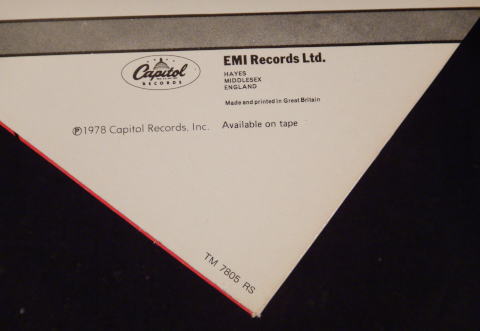 Capitol
RECORDS
EMI Records Ltd.
HAYES
MIDDLESEX
ENGLAND
Made and printed in Great Britain
℗1978 Capitol Records, Inc. Available on tape
TM 7805 RS